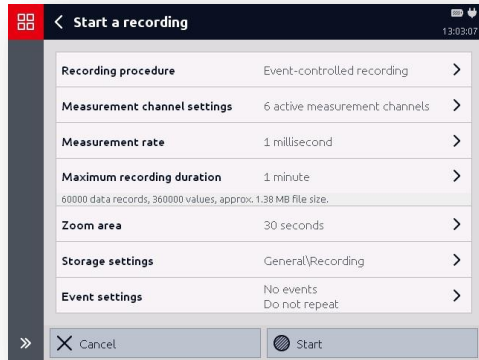 Start a recording
13:03:07
Recording procedure Event-controlled recording
Measurement channel settings 6 active measurement channels
Measurement rate 1 millisecond
Maximum recording duration 1 minute
60000 data records, 360000 values, approx. 1.38 MB file size.
Zoom area 30 seconds
Storage settings General\Recording
Event settings No events
Do not repeat
Cancel Start